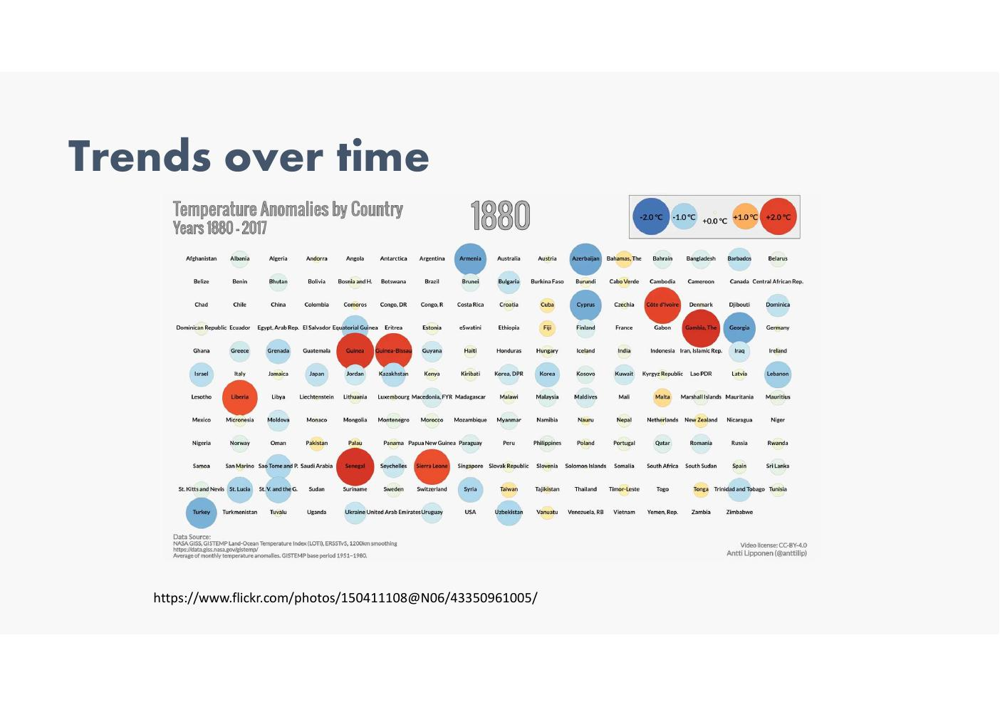 Trends over time
Temperature Anomalies by Country
Years 1880 - 2017
1880
-2.0 °C -1.0 °C +0.0 °C +1.0 °C +2.0 °C
Afghanistan Albania Algeria Andorra Angola Antarctica Argentina Armenia Australia Austria Azerbaijan Bahamas, The Bahrain Bangladesh Barbados Belarus
Belize Benin Bhutan Bolivia Bosnia and H. Botswana Brazil Brunei Bulgaria Burkina Faso Burundi Cabo Verde Cambodia Cameroon Canada Central African Rep.
Chad Chile China Colombia Comoros Congo, DR Congo, R Costa Rica Croatia Cuba Cyprus Czechia Côte d'Ivoire Denmark Djibouti Dominica
Dominican Republic Ecuador Egypt, Arab Rep. El Salvador Equatorial Guinea Eritrea Estonia eSwatini Ethiopia Fiji Finland France Gabon Gambia, The Georgia Germany
Ghana Greece Grenada Guatemala Guinea Guinea-Bissau Guyana Haiti Honduras Hungary Iceland India Indonesia Iran, Islamic Rep. Iraq Ireland
Israel Italy Jamaica Japan Jordan Kazakhstan Kenya Kiribati Korea, DPR Korea Kosovo Kuwait Kyrgyz Republic Lao PDR Latvia Lebanon
Lesotho Liberia Libya Liechtenstein Lithuania Luxembourg Macedonia, FYR Madagascar Malawi Malaysia Maldives Mali Malta Marshall Islands Mauritania Mauritius
Mexico Micronesia Moldova Monaco Mongolia Montenegro Morocco Mozambique Myanmar Namibia Nauru Nepal Netherlands New Zealand Nicaragua Niger
Nigeria Norway Oman Pakistan Palau Panama Papua New Guinea Paraguay Peru Philippines Poland Portugal Qatar Romania Russia Rwanda
Samoa San Marino Sao Tome and P. Saudi Arabia Senegal Seychelles Sierra Leone Singapore Slovak Republic Slovenia Solomon Islands Somalia South Africa South Sudan Spain Sri Lanka
St. Kitts and Nevis St. Lucia St. V. and the G. Sudan Suriname Sweden Switzerland Syria Taiwan Tajikistan Thailand Timor-Leste Togo Tonga Trinidad and Tobago Tunisia
Turkey Turkmenistan Tuvalu Uganda Ukraine United Arab Emirates Uruguay USA Uzbekistan Vanuatu Venezuela, RB Vietnam Yemen, Rep. Zambia Zimbabwe
Data Source:
NASA GISS, GISTEMP Land-Ocean Temperature Index (LOTI), ERSSTv5, 1200km smoothing
https://data.giss.nasa.gov/gistemp/
Average of monthly temperature anomalies. GISTEMP base period 1951–1980.
Video license: CC-BY-4.0
Antti Lipponen (@anttilip)
https://www.flickr.com/photos/150411108@N06/43350961005/